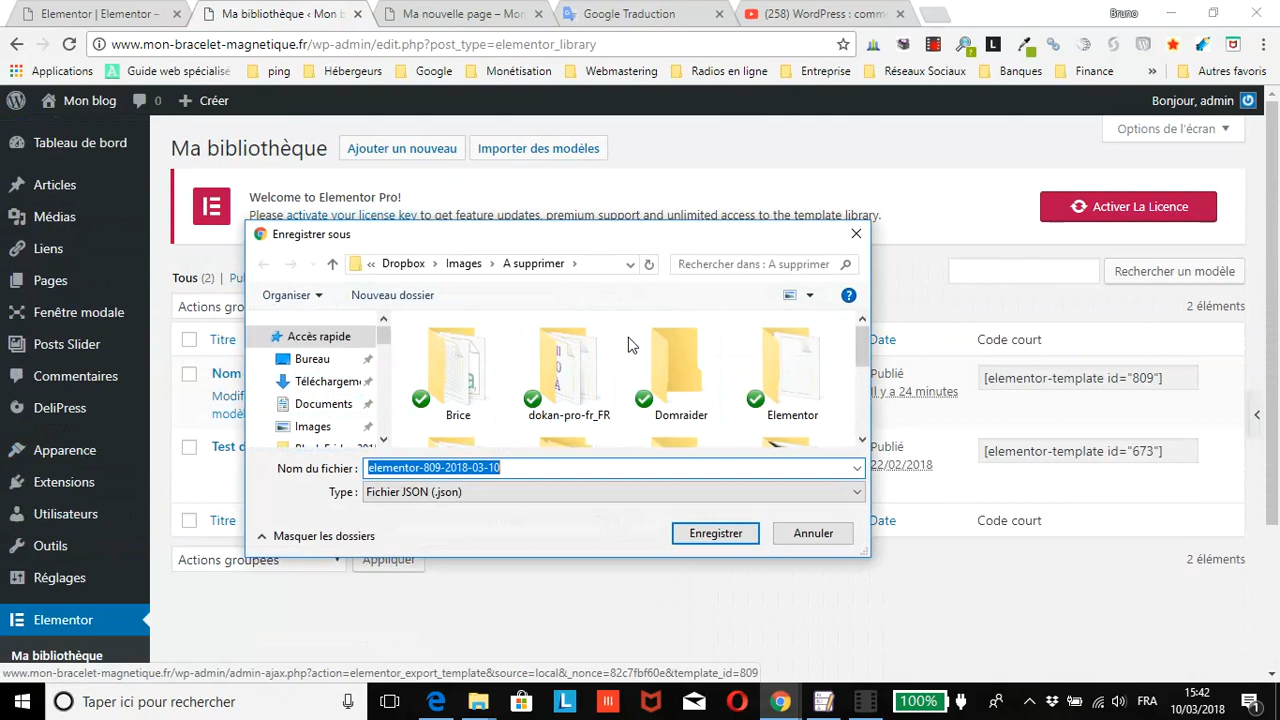 Elementor | Elementor –
Ma bibliothèque ‹ Mon b
Ma nouvelle page – Mon
Google Traduction
(258) WordPress : comm
Bruno
www.mon-bracelet-magnetique.fr/wp-admin/edit.php?post_type=elementor_library
Applications
Guide web spécialisé
ping
Hébergeurs
Google
Monétisation
Webmastering
Radios en ligne
Entreprise
Réseaux Sociaux
Banques
Finance
Autres favoris
Mon blog
0
Créer
Bonjour, admin
Tableau de bord
Articles
Médias
Liens
Pages
Fenêtre modale
Posts Slider
Commentaires
DeliPress
Apparence
Extensions
Utilisateurs
Outils
Réglages
Elementor
Ma bibliothèque
Options de l'écran
Ma bibliothèque
Ajouter un nouveau
Importer des modèles
Welcome to Elementor Pro!
Please activate your license key to get feature updates, premium support and unlimited access to the template library.
Activer La Licence
Tous (2)
Pu
Rechercher un modèle
Actions gro
2 éléments
Titre
Date
Code court
Nom
Modif
modèl
Publié
Il y a 24 minutes
[elementor-template id="809"]
Test d
Publié
22/02/2018
[elementor-template id="673"]
Titre
Date
Code court
Actions groupées
Appliquer
2 éléments
Enregistrer sous
Dropbox
Images
A supprimer
Rechercher dans : A supprimer
Organiser
Nouveau dossier
Accès rapide
Bureau
Téléchargem
Documents
Images
Brice
dokan-pro-fr_FR
Domraider
Elementor
Nom du fichier :
elementor-809-2018-03-10
Type :
Fichier JSON (.json)
Masquer les dossiers
Enregistrer
Annuler
www.mon-bracelet-magnetique.fr/wp-admin/admin-ajax.php?action=elementor_export_template&source=local&_nonce=82c7fbf60e&template_id=809
Taper ici pour rechercher
100%
FRA
15:42
10/03/2018